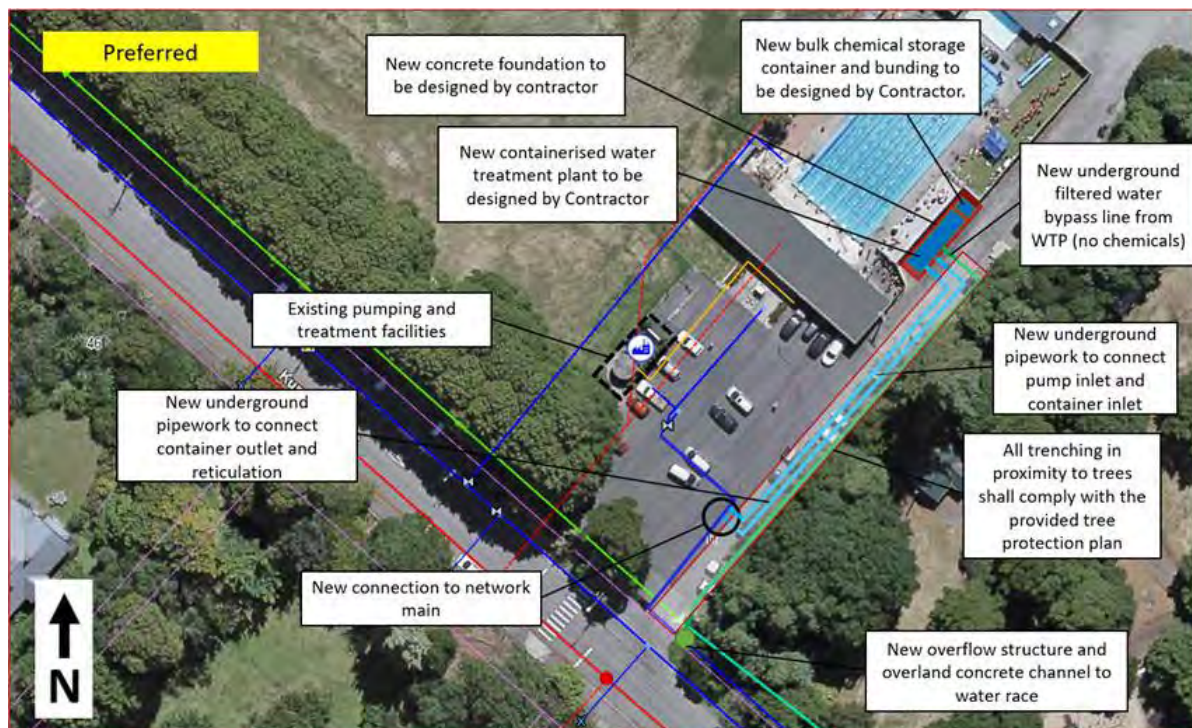 Preferred
New concrete foundation to
be designed by contractor
New bulk chemical storage
container and bunding to
be designed by Contractor.
New containerised water
treatment plant to be
designed by Contractor
New underground
filtered water
bypass line from
WTP (no chemicals)
Existing pumping and
treatment facilities
46
New underground
pipework to connect
container outlet and
reticulation
New underground
pipework to connect
pump inlet and
container inlet
All trenching in
proximity to trees
shall comply with the
provided tree
protection plan
New connection to network
main
New overflow structure and
overland concrete channel to
water race
N